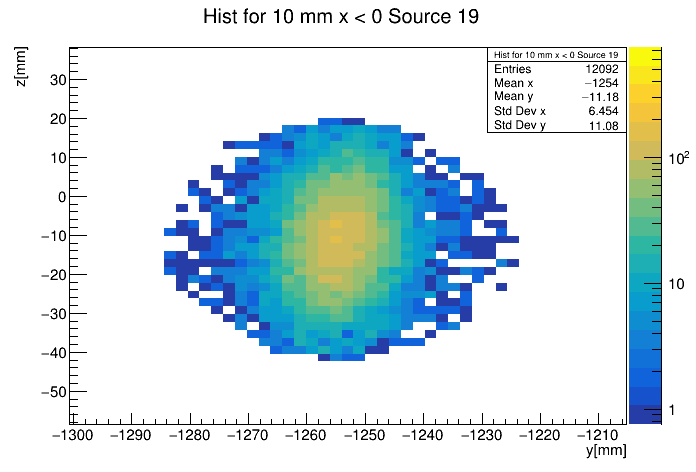 Hist for 10 mm x < 0 Source 19
z[mm]
Hist for 10 mm x < 0 Source 19
Entries 12092
Mean x −1254
Mean y −11.18
Std Dev x 6.454
Std Dev y 11.08
30
20
10
0
−10
−20
−30
−40
−50
10²
10
1
−1300 −1290 −1280 −1270 −1260 −1250 −1240 −1230 −1220 −1210
y[mm]